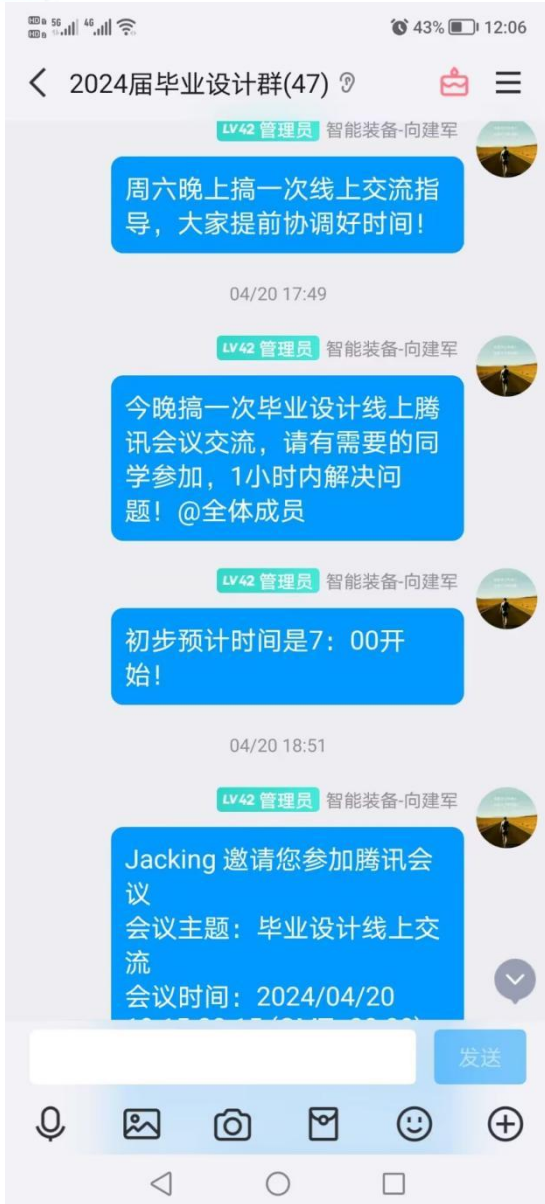 HD B 5G 4G 43% 12:06
2024届毕业设计群(47)
LV42 管理员 智能装备-向建军
周六晚上搞一次线上交流指
导，大家提前协调好时间！
04/20 17:49
LV42 管理员 智能装备-向建军
今晚搞一次毕业设计线上腾
讯会议交流，请有需要的同
学参加，1小时内解决问
题！@全体成员
LV42 管理员 智能装备-向建军
初步预计时间是7：00开
始！
04/20 18:51
LV42 管理员 智能装备-向建军
Jacking 邀请您参加腾讯会
议
会议主题：毕业设计线上交
流
会议时间：2024/04/20
发送